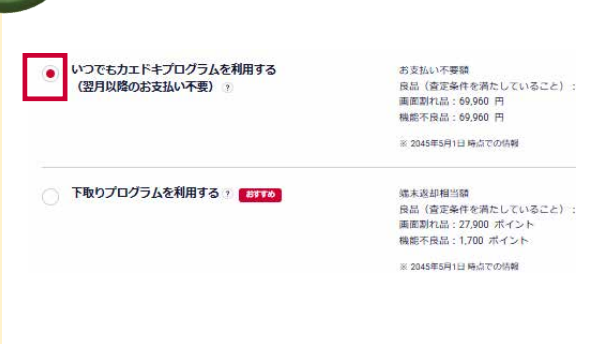 いつでもカエドキプログラムを利用する
（翌月以降のお支払い不要） ?
お支払い不要額
良品（査定条件を満たしていること）：
画面割れ品：69,960 円
機能不良品：69,960 円
※ 2045年5月1日 時点での情報
下取りプログラムを利用する ? おすすめ
端末返却相当額
良品（査定条件を満たしていること）：
画面割れ品：27,900 ポイント
機能不良品：1,700 ポイント
※ 2045年5月1日 時点での情報